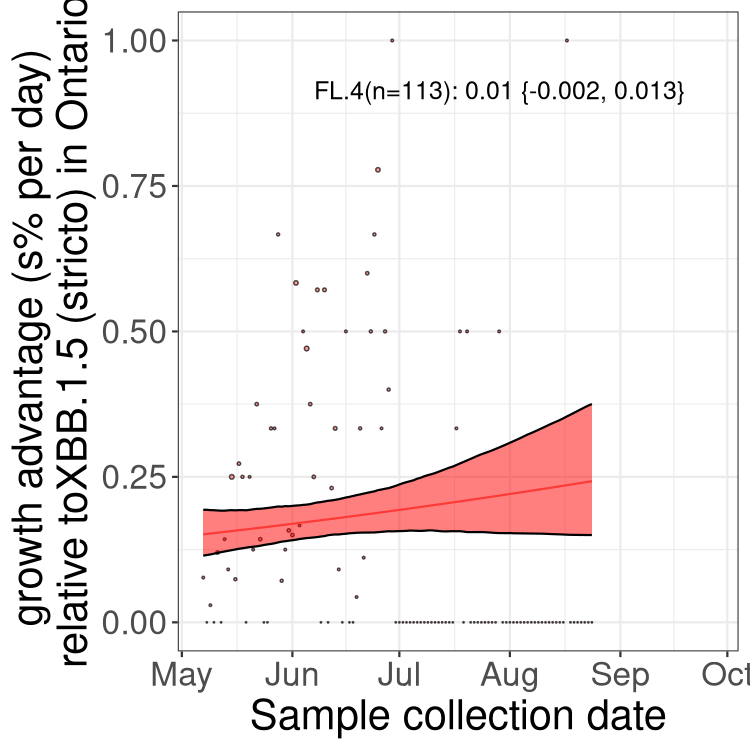 growth advantage (s% per day)
relative toXBB.1.5 (stricto) in Ontario
1.00
0.75
0.50
0.25
0.00
FL.4(n=113): 0.01 {-0.002, 0.013}
May Jun Jul Aug Sep Oct
Sample collection date